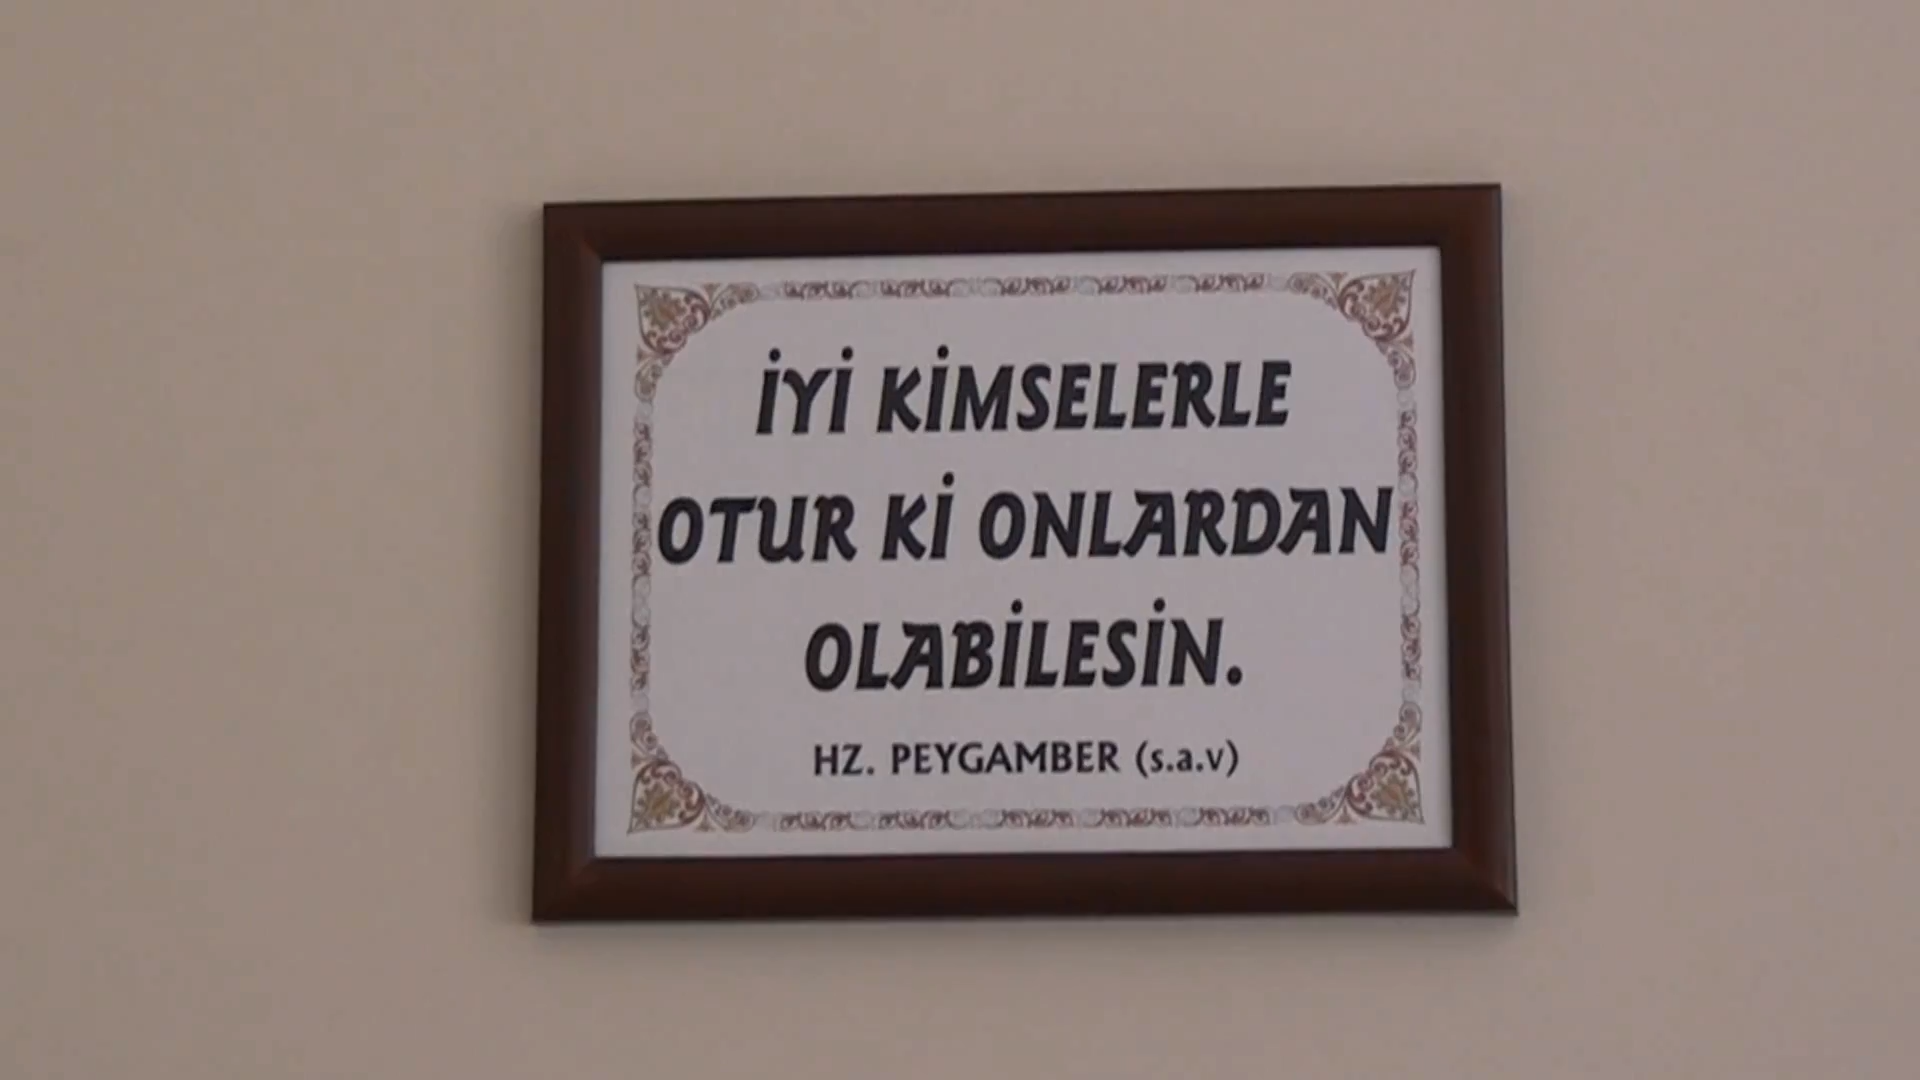 İYİ KİMSELERLE
OTUR Kİ ONLARDAN
OLABİLESİN.
HZ. PEYGAMBER (s.a.v)